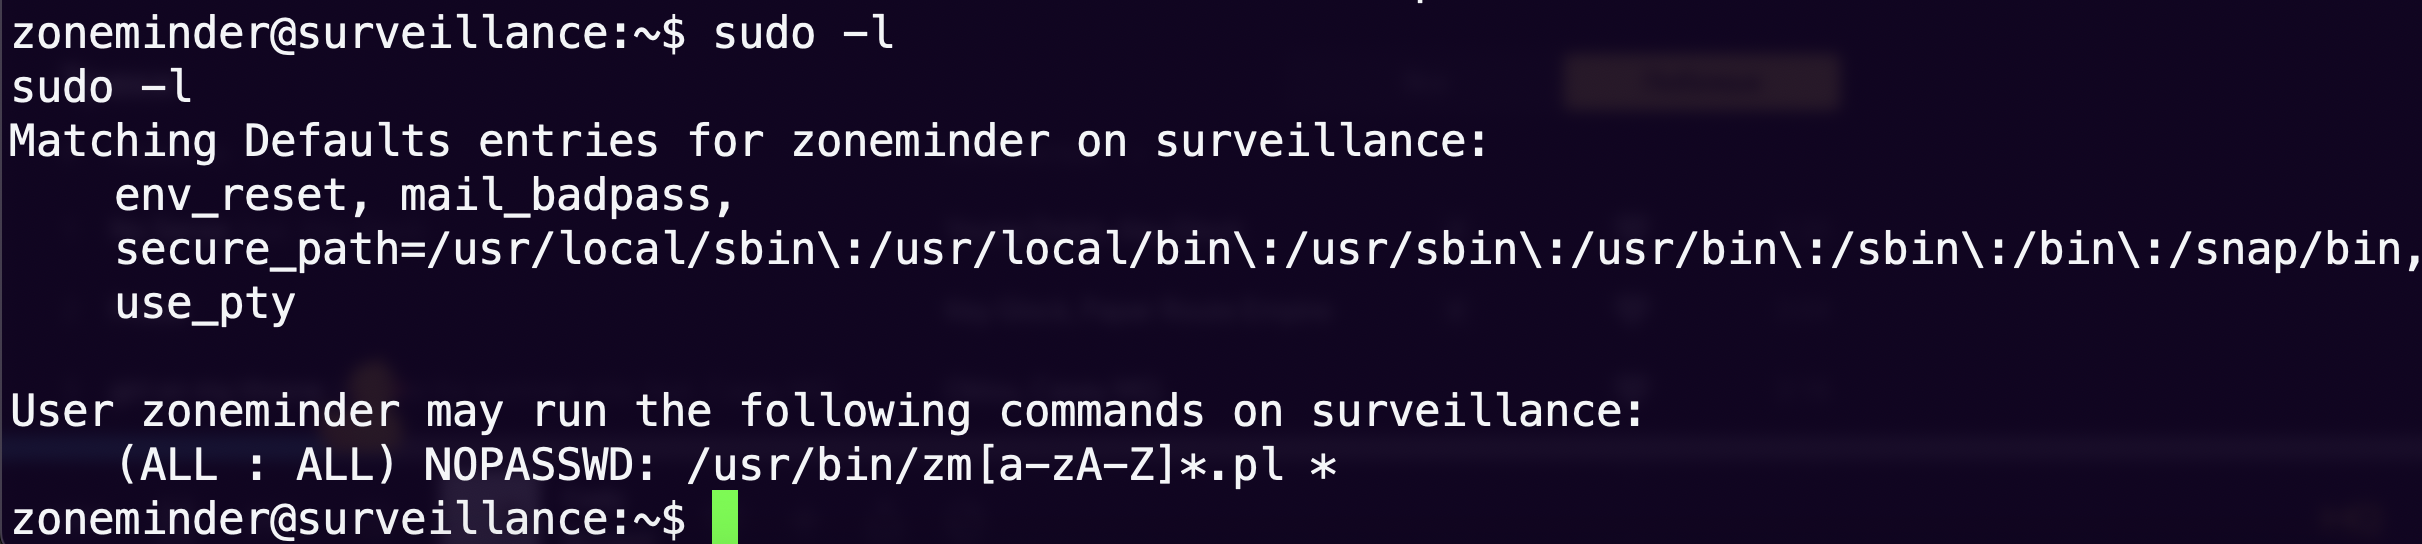 zoneminder@surveillance:~$ sudo -l
sudo -l
Matching Defaults entries for zoneminder on surveillance:
    env_reset, mail_badpass,
    secure_path=/usr/local/sbin\:/usr/local/bin\:/usr/sbin\:/usr/bin\:/sbin\:/bin\:/snap/bin,
    use_pty

User zoneminder may run the following commands on surveillance:
    (ALL : ALL) NOPASSWD: /usr/bin/zm[a-zA-Z]*.pl *
zoneminder@surveillance:~$